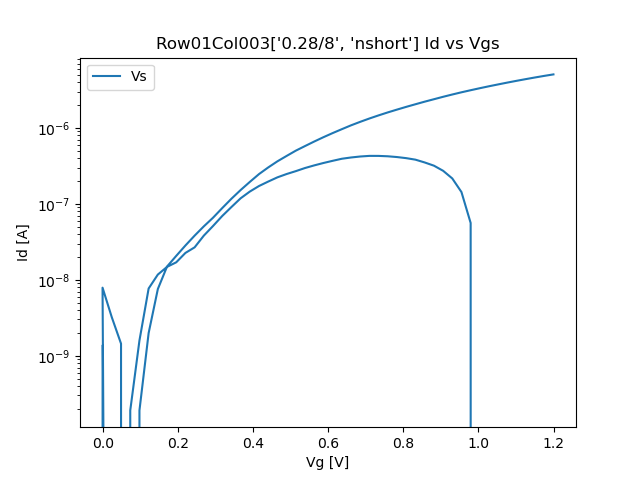 Row01Col003['0.28/8', 'nshort'] Id vs Vgs
Vs
10⁻⁶
10⁻⁷
10⁻⁸
10⁻⁹
Id [A]
0.0 0.2 0.4 0.6 0.8 1.0 1.2
Vg [V]